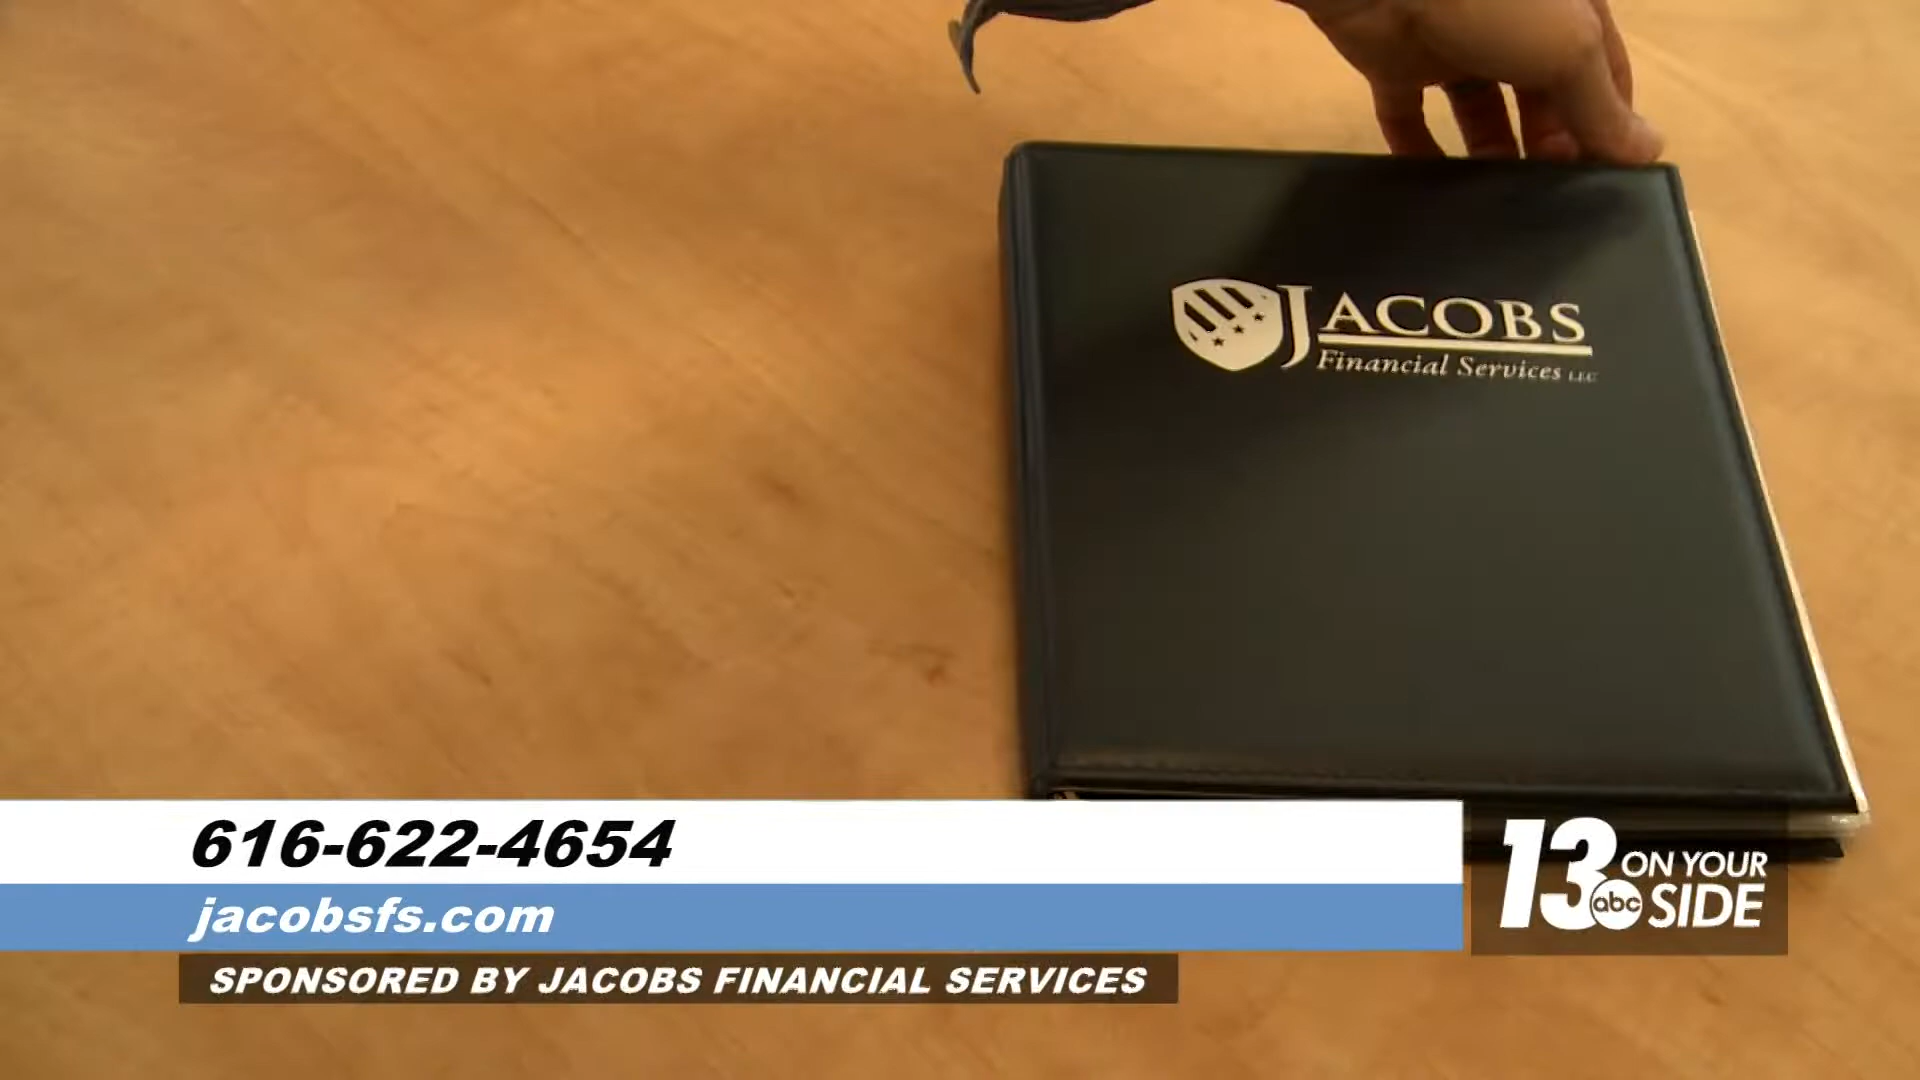 JACOBS
Financial Services LLC
616-622-4654
jacobsfs.com
SPONSORED BY JACOBS FINANCIAL SERVICES
13 ON YOUR SIDE
abc